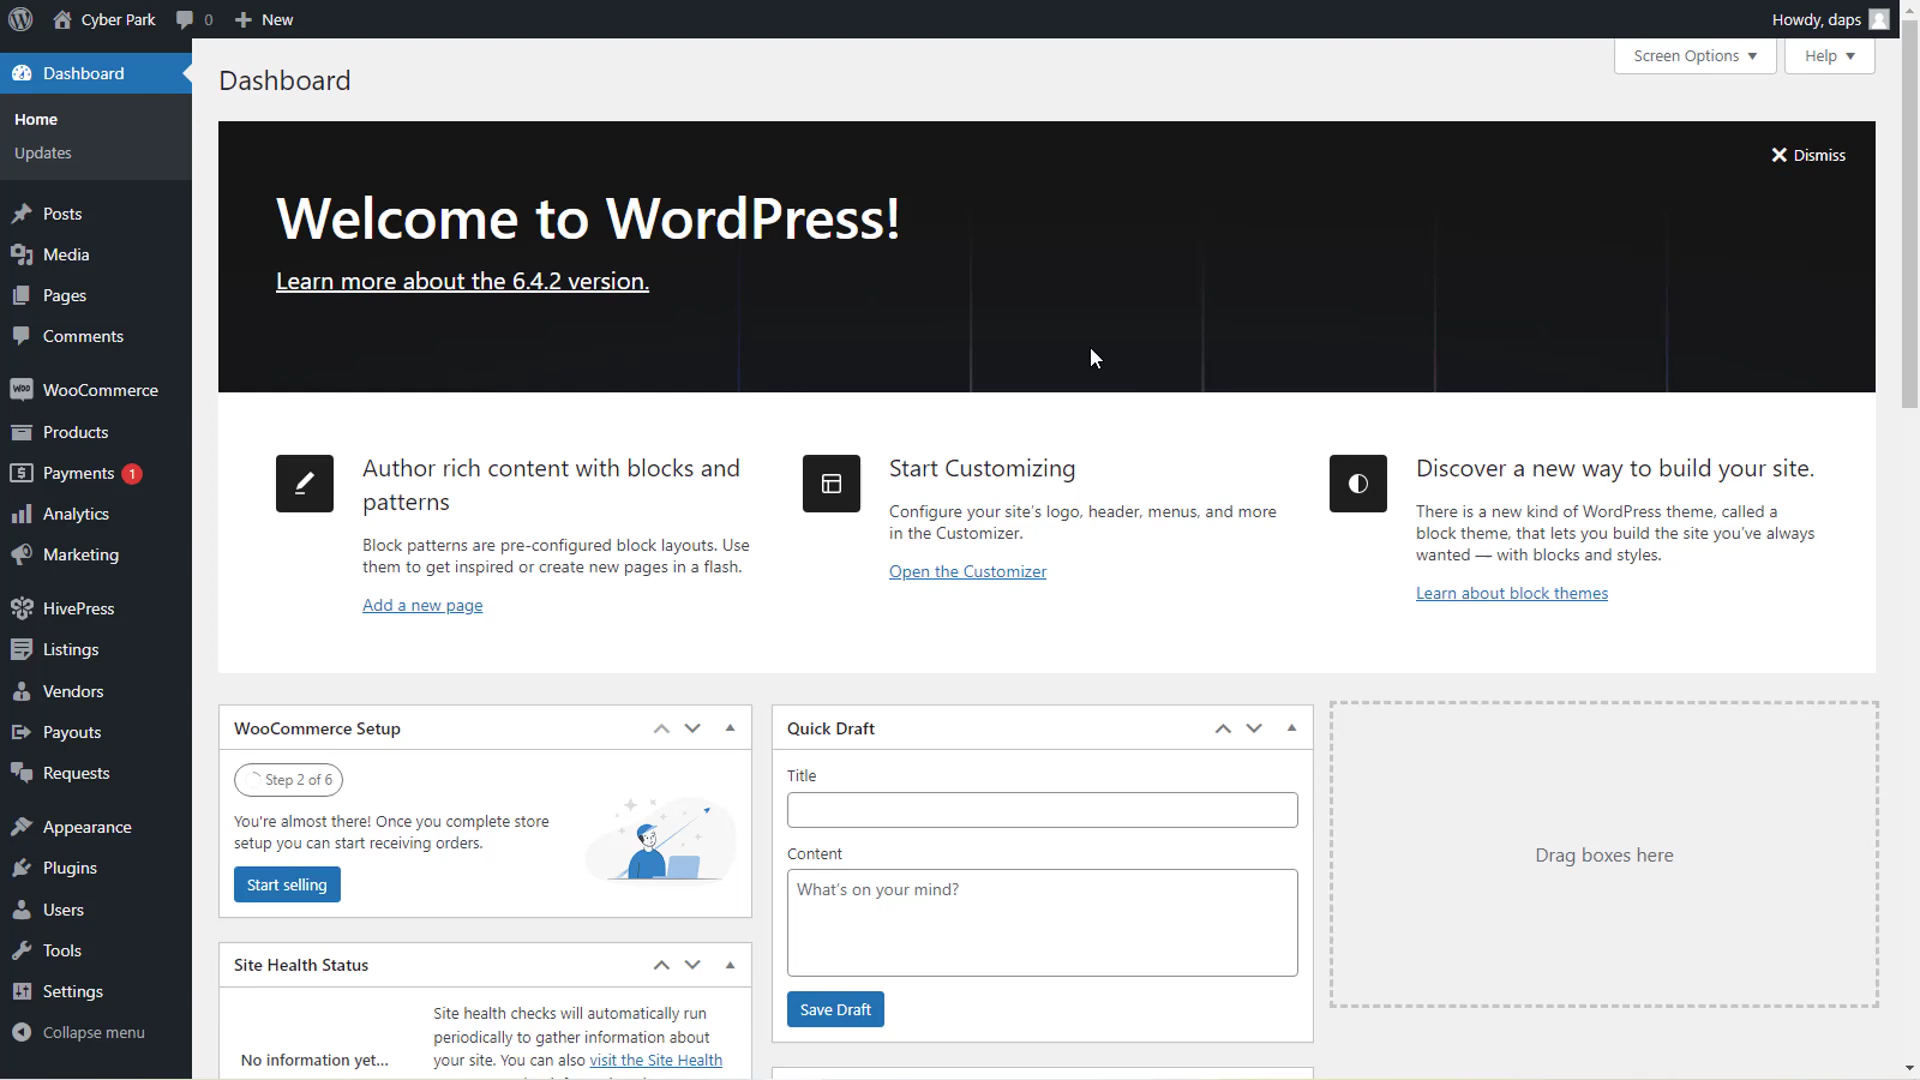 Cyber Park
0
New
Howdy, daps
Dashboard
Home
Updates
Posts
Media
Pages
Comments
WOO
WooCommerce
Products
Payments 1
Analytics
Marketing
HivePress
Listings
Vendors
Payouts
Requests
Appearance
Plugins
Users
Tools
Settings
Collapse menu
Screen Options
Help
Dashboard
Dismiss
Welcome to WordPress!
Learn more about the 6.4.2 version.
Author rich content with blocks and
patterns
Block patterns are pre-configured block layouts. Use
them to get inspired or create new pages in a flash.
Add a new page
Start Customizing
Configure your site's logo, header, menus, and more
in the Customizer.
Open the Customizer
Discover a new way to build your site.
There is a new kind of WordPress theme, called a
block theme, that lets you build the site you've always
wanted — with blocks and styles.
Learn about block themes
WooCommerce Setup
Step 2 of 6
You're almost there! Once you complete store
setup you can start receiving orders.
Start selling
Site Health Status
No information yet...
Site health checks will automatically run
periodically to gather information about
your site. You can also visit the Site Health
Quick Draft
Title
Content
What's on your mind?
Save Draft
Drag boxes here